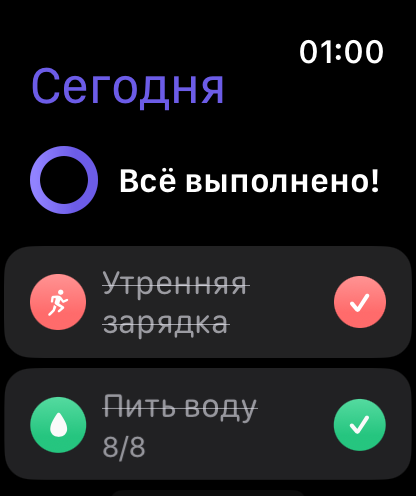 01:00
Сегодня
Всё выполнено!
Утренняя
зарядка
Пить воду
8/8